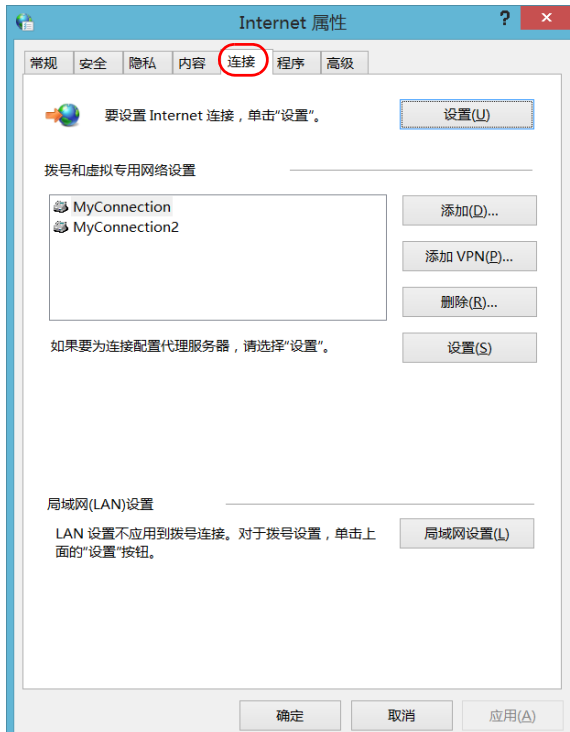 Internet 属性
? ×
常规 安全 隐私 内容 连接 程序 高级
要设置 Internet 连接，单击“设置”。
设置(U)
拨号和虚拟专用网络设置
MyConnection
MyConnection2
添加(D)...
添加 VPN(P)...
删除(R)...
如果要为连接配置代理服务器，请选择“设置”。
设置(S)
局域网(LAN)设置
LAN 设置不应用到拨号连接。对于拨号设置，单击上
面的“设置”按钮。
局域网设置(L)
确定 取消 应用(A)